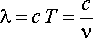 λ = c T = c/ν